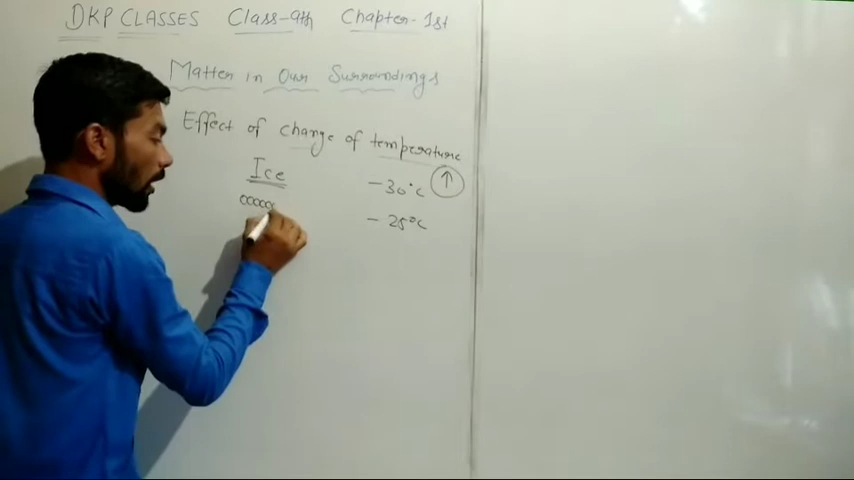 DKP CLASSES Class-9th Chapter-1st
Matter in Our Surroundings
Effect of change of temperature
Ice
-30°C ↑
- 25°C